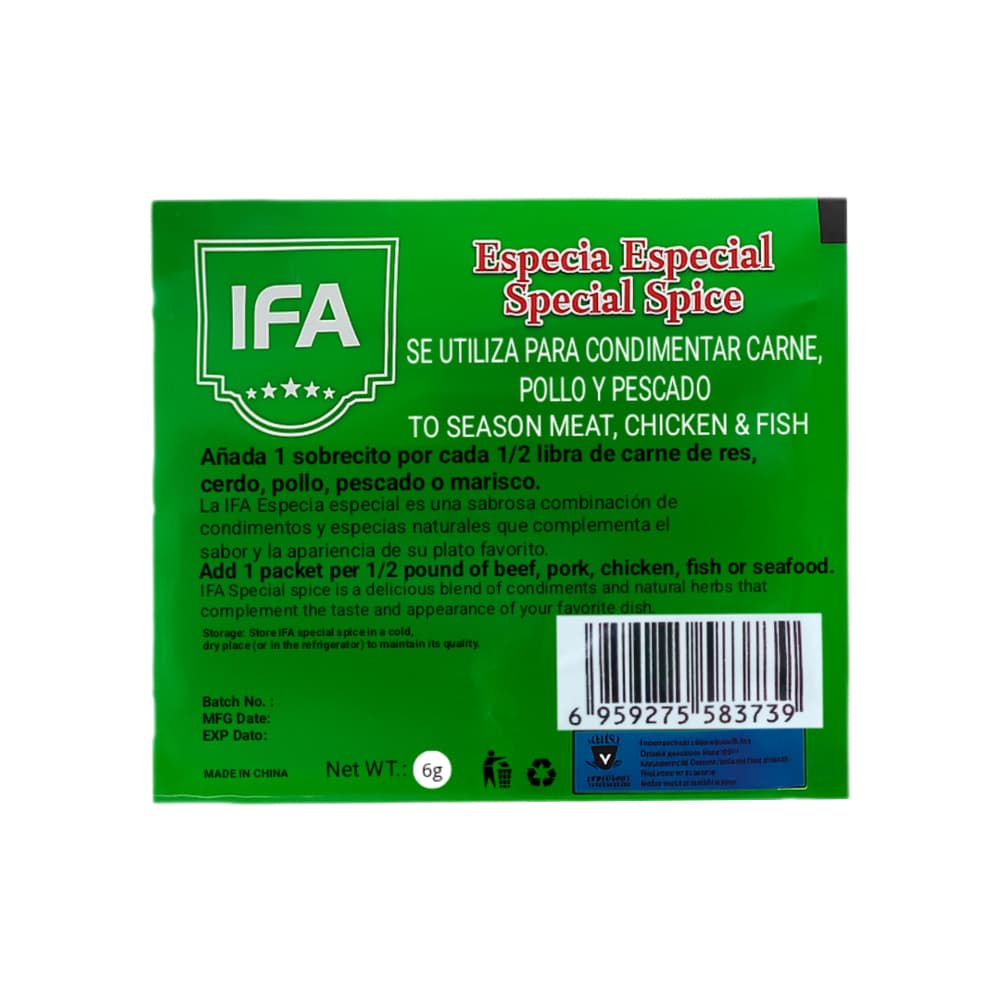 IFA
Especia Especial
Special Spice
SE UTILIZA PARA CONDIMENTAR CARNE,
POLLO Y PESCADO
TO SEASON MEAT, CHICKEN & FISH
Añada 1 sobrecito por cada 1/2 libra de carne de res,
cerdo, pollo, pescado o marisco.
La IFA Especia especial es una sabrosa combinación de
condimentos y especias naturales que complementa el
sabor y la apariencia de su plato favorito.
Add 1 packet per 1/2 pound of beef, pork, chicken, fish or seafood.
IFA Special spice is a delicious blend of condiments and natural herbs that
complement the taste and appearance of your favorite dish.
Storage: Store IFA special spice in a cold,
dry place (or in the refrigerator) to maintain its quality.
6 959275 583739
Batch No. :
MFG Date:
EXP Dato:
MADE IN CHINA
Net WT.: 6g